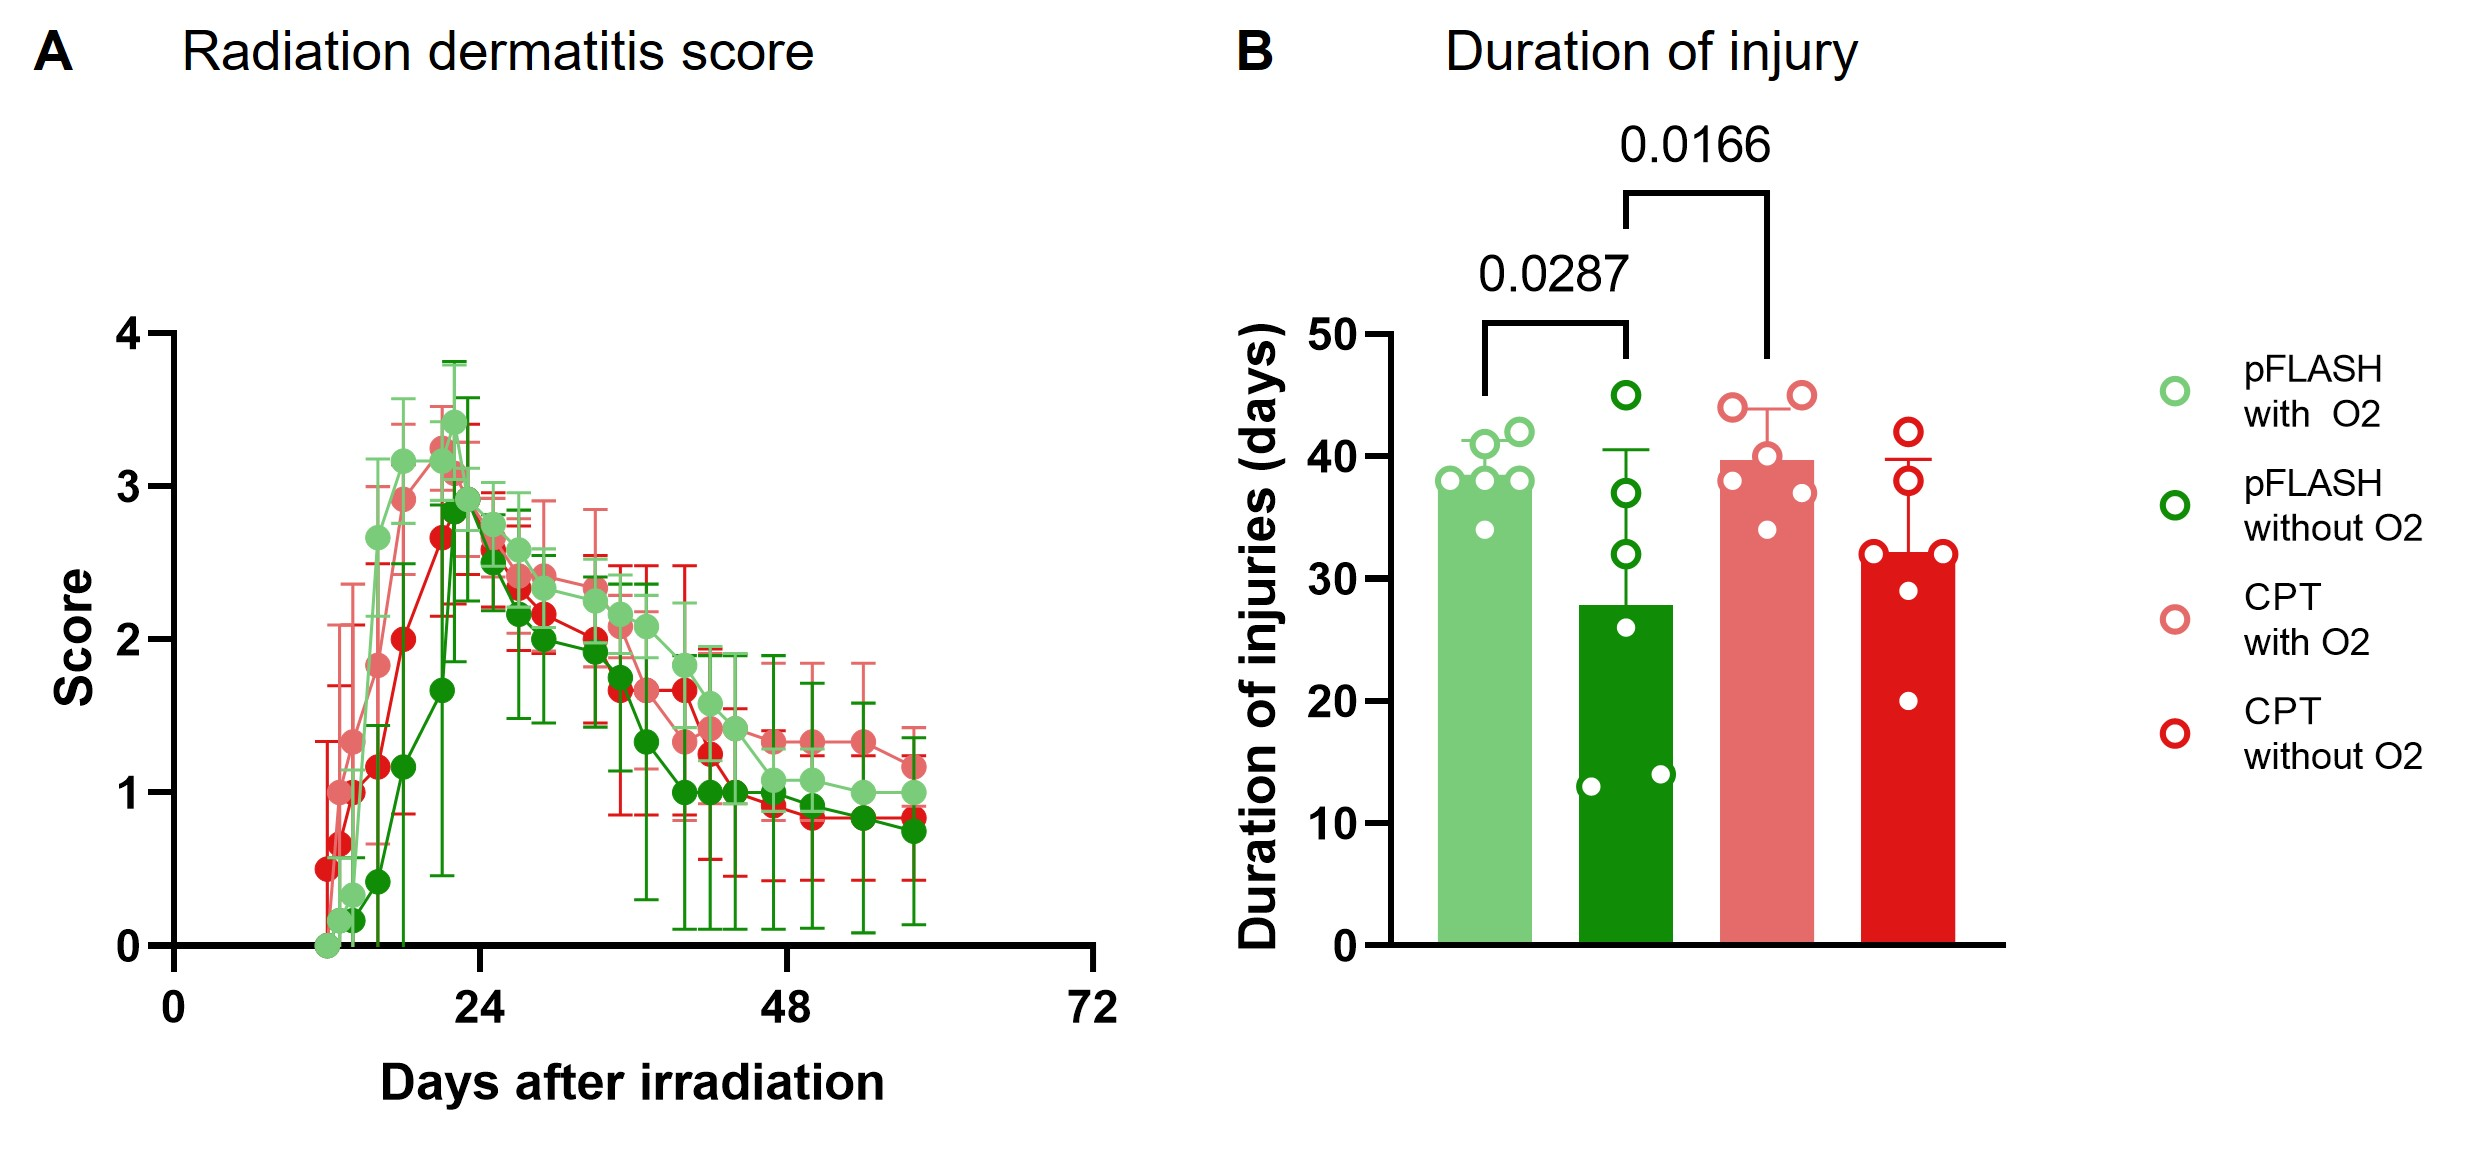 A Radiation dermatitis score
4
3
2
1
0
Score
0 24 48 72
Days after irradiation
B Duration of injury
0.0166
0.0287
50
40
30
20
10
0
Duration of injuries (days)
pFLASH
with O2
pFLASH
without O2
CPT
with O2
CPT
without O2